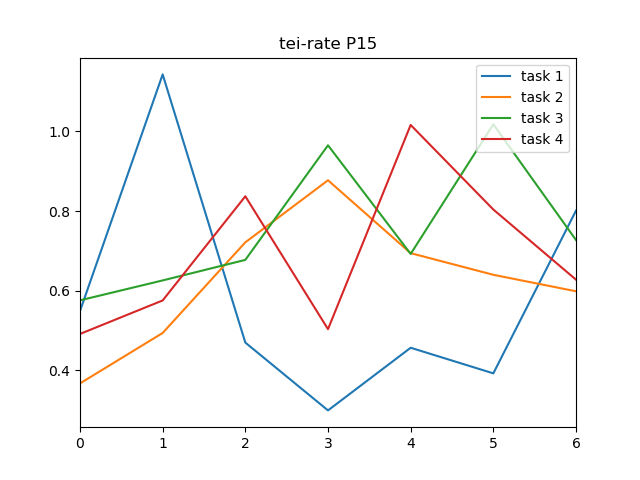 tei-rate P15
task 1
task 2
task 3
task 4
1.0
0.8
0.6
0.4
0 1 2 3 4 5 6